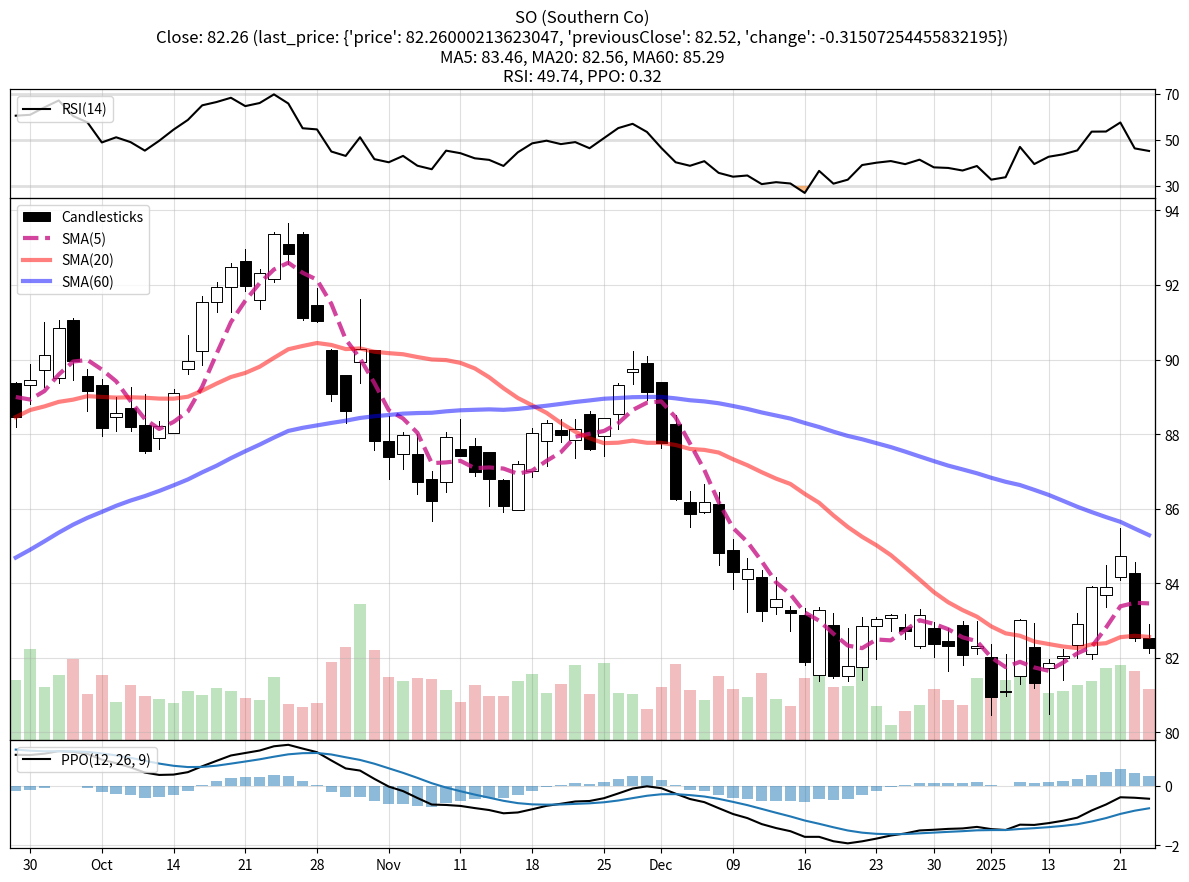 SO (Southern Co)
Close: 82.26 (last_price: {'price': 82.26000213623047, 'previousClose': 82.52, 'change': -0.31507254455832195})
MA5: 83.46, MA20: 82.56, MA60: 85.29
RSI: 49.74, PPO: 0.32
RSI(14)
70
50
30
Candlesticks
SMA(5)
SMA(20)
SMA(60)
94
92
90
88
86
84
82
80
PPO(12, 26, 9)
0
−2
30 Oct 14 21 28 Nov 11 18 25 Dec 09 16 23 30 2025 13 21